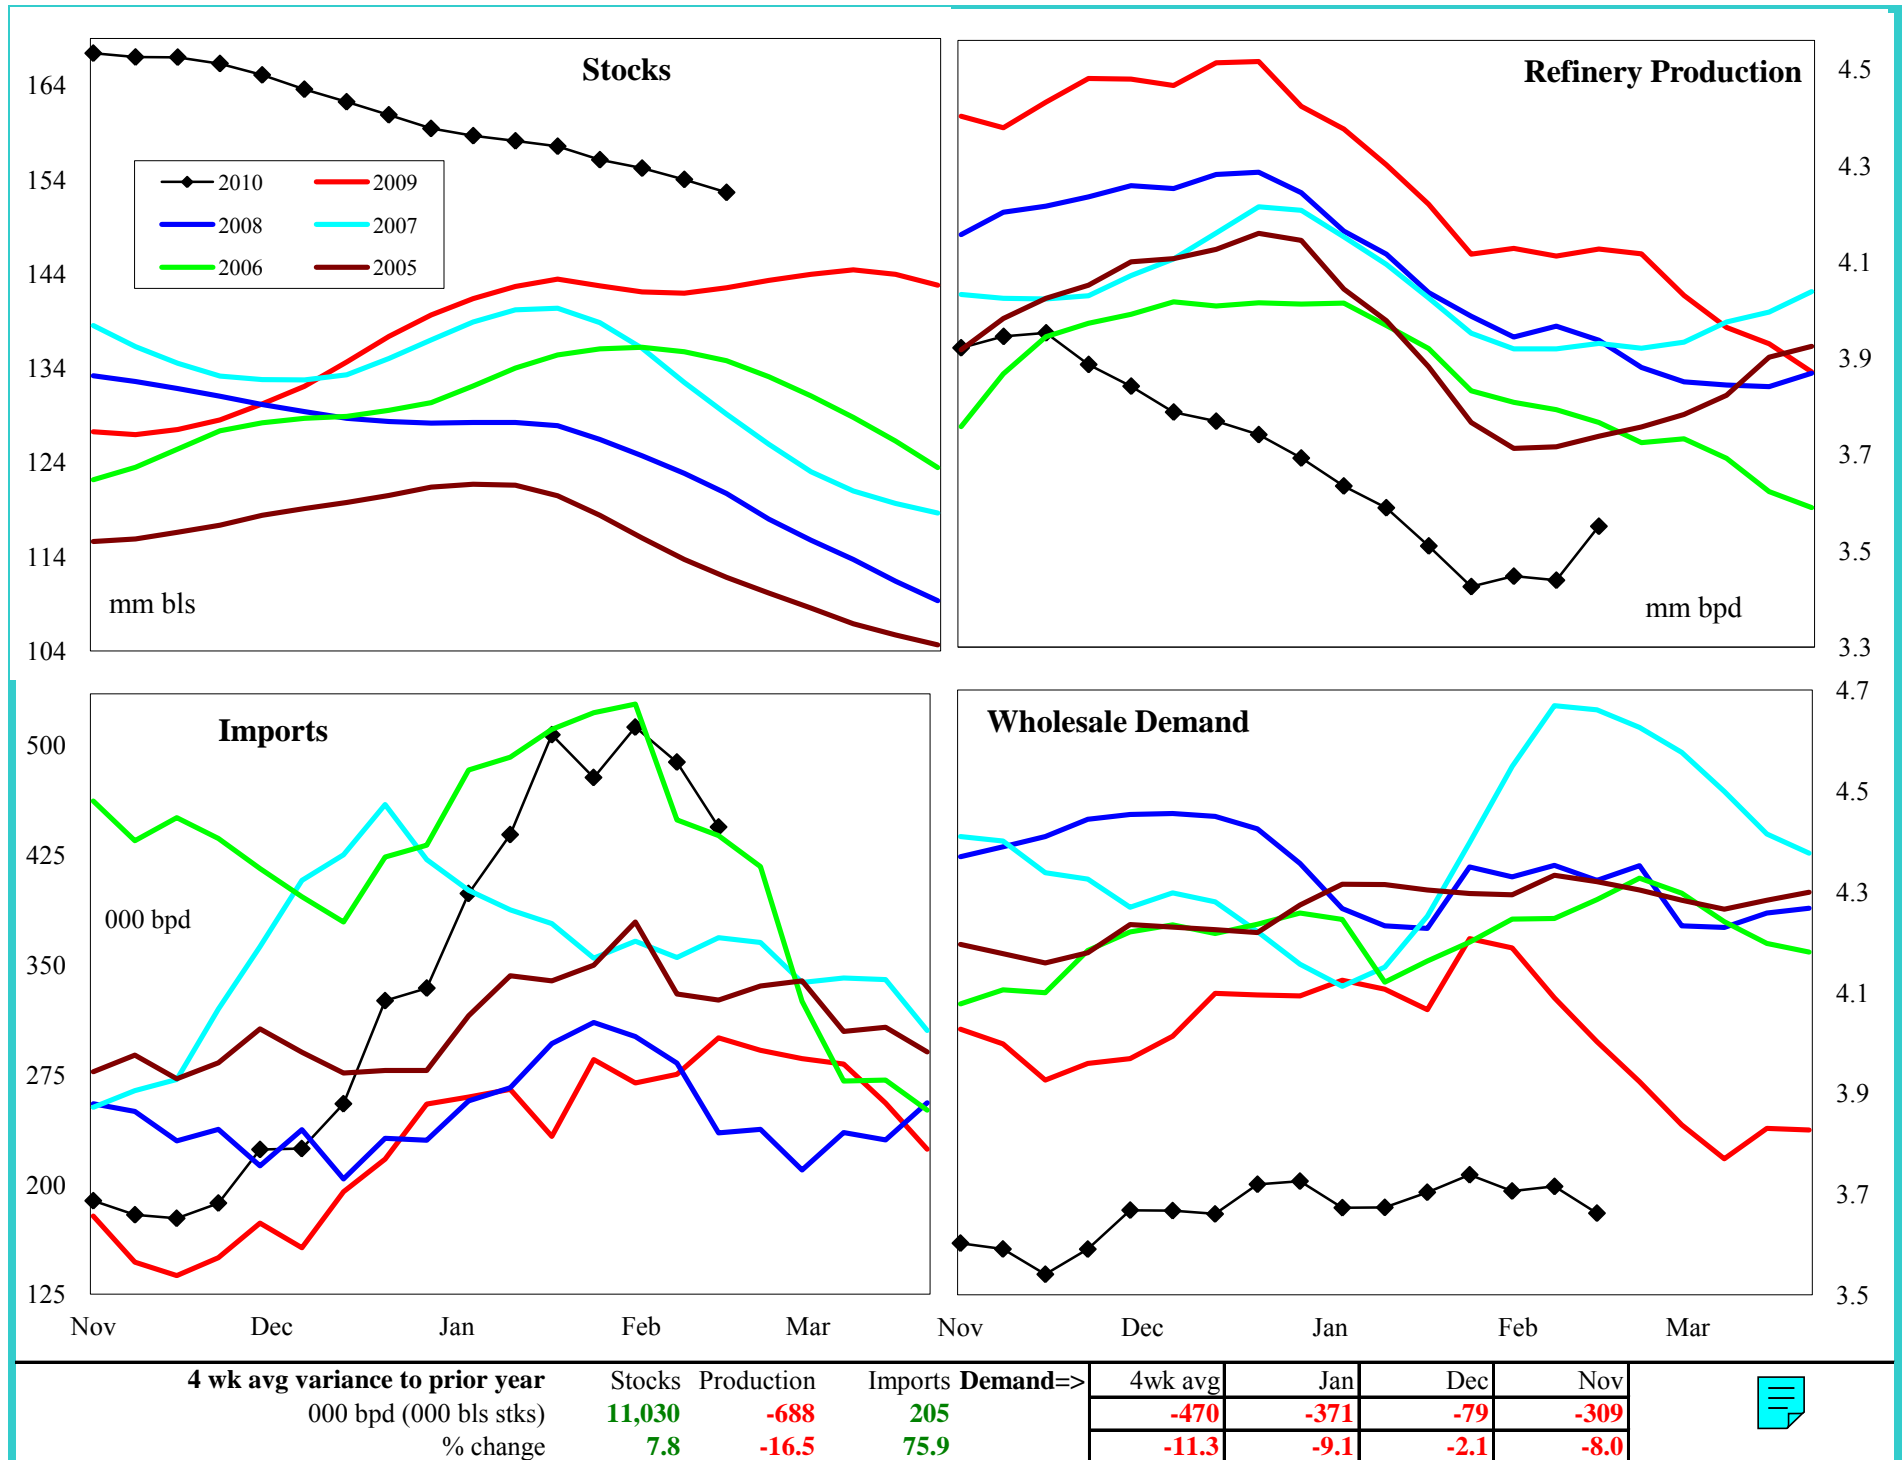 Stocks
164
154
144
134
124
114
104
2010 2009
2008 2007
2006 2005
mm bls
Refinery Production
4.5
4.3
4.1
3.9
3.7
3.5
3.3
mm bpd
Imports
500
425
350
275
200
125
000 bpd
Nov Dec Jan Feb Mar
Wholesale Demand
4.7
4.5
4.3
4.1
3.9
3.7
3.5
Nov Dec Jan Feb Mar
4 wk avg variance to prior year Stocks Production Imports Demand=> 4wk avg Jan Dec Nov
000 bpd (000 bls stks) 11,030 -688 205 -470 -371 -79 -309
% change 7.8 -16.5 75.9 -11.3 -9.1 -2.1 -8.0